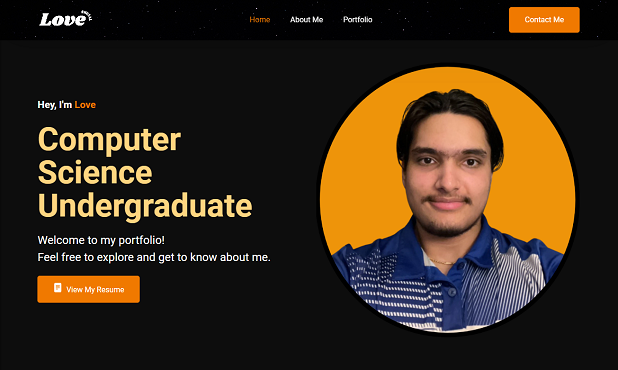 Love
Home
About Me
Portfolio
Contact Me
Hey, I'm Love
Computer
Science
Undergraduate
Welcome to my portfolio!
Feel free to explore and get to know about me.
View My Resume